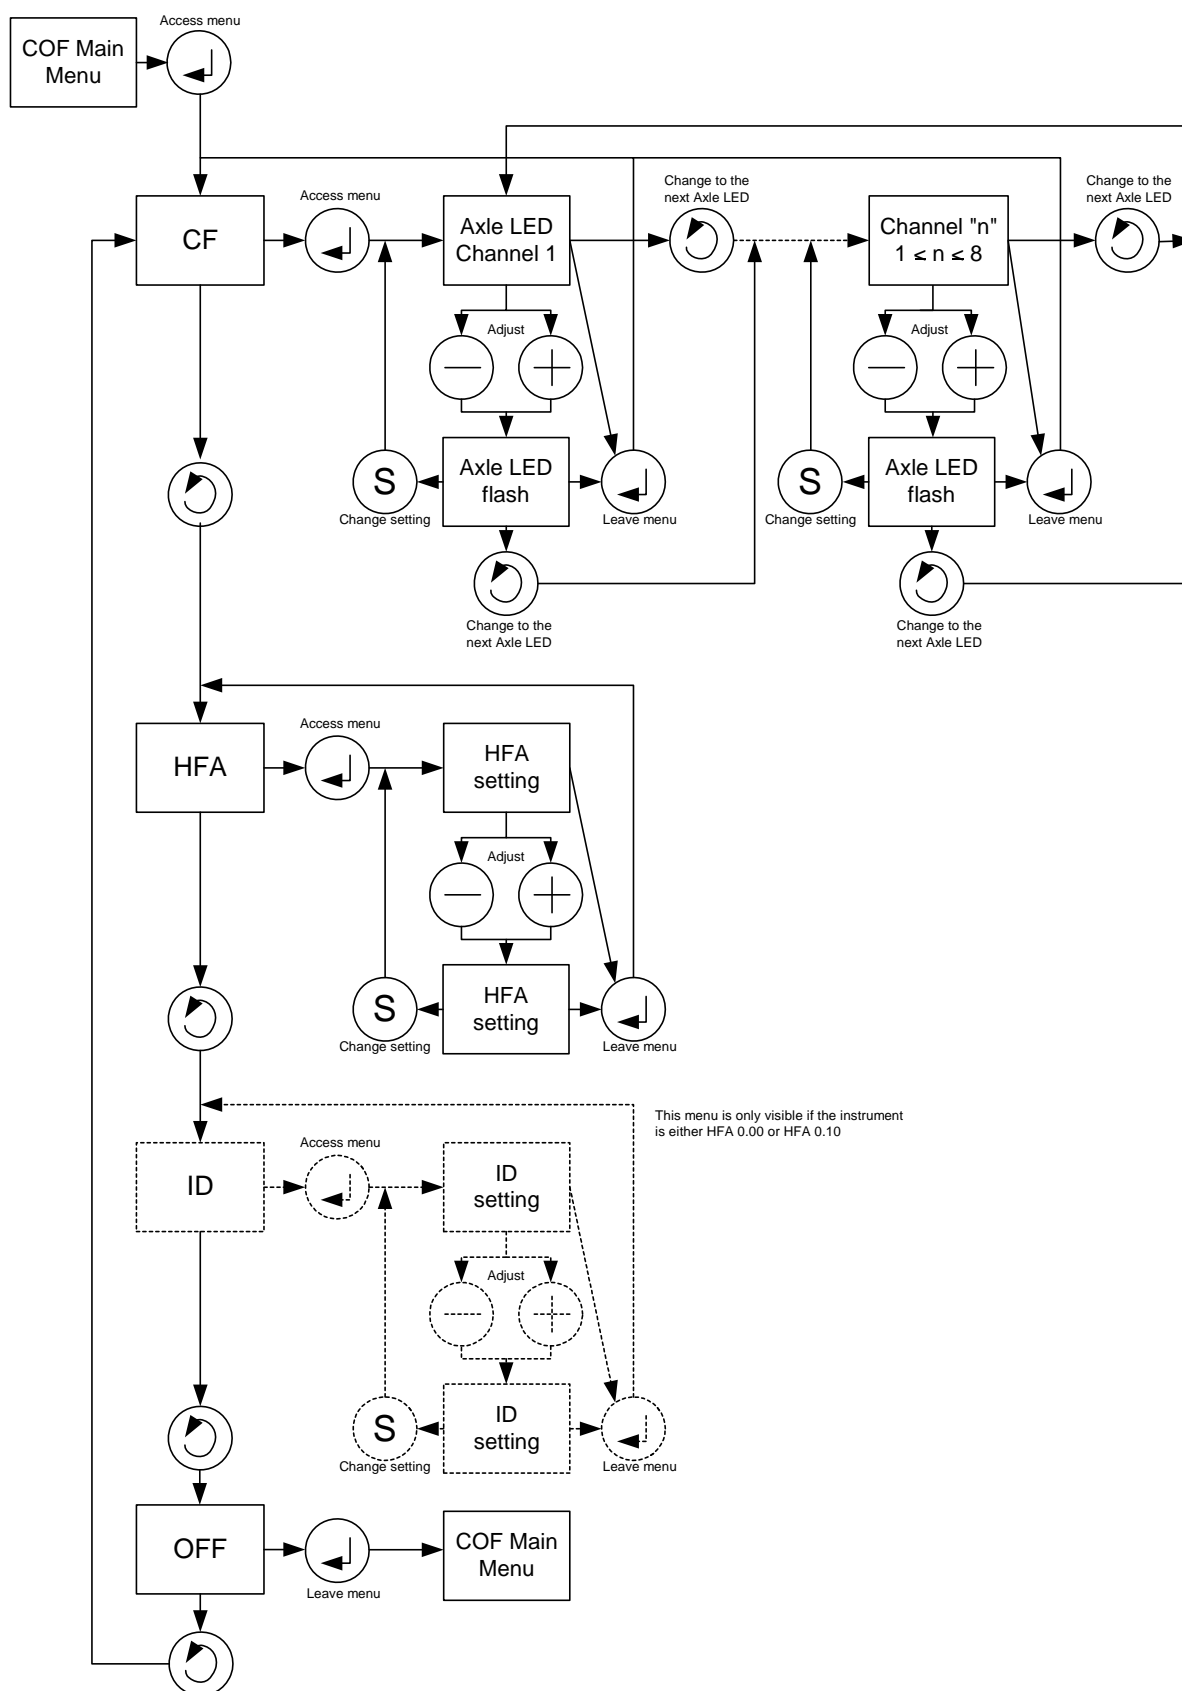 Access menu
COF Main
Menu
Access menu
Change to the
next Axle LED
Change to the
next Axle LED
CF
Axle LED
Channel 1
Channel "n"
1 ≤ n ≤ 8
Adjust
Adjust
S
Axle LED
flash
S
Axle LED
flash
Change setting
Leave menu
Change setting
Leave menu
Change to the
next Axle LED
Change to the
next Axle LED
Access menu
HFA
HFA
setting
Adjust
S
HFA
setting
Change setting
Leave menu
This menu is only visible if the instrument
is either HFA 0.00 or HFA 0.10
Access menu
ID
ID
setting
Adjust
S
ID
setting
Change setting
Leave menu
OFF
COF Main
Menu
Leave menu